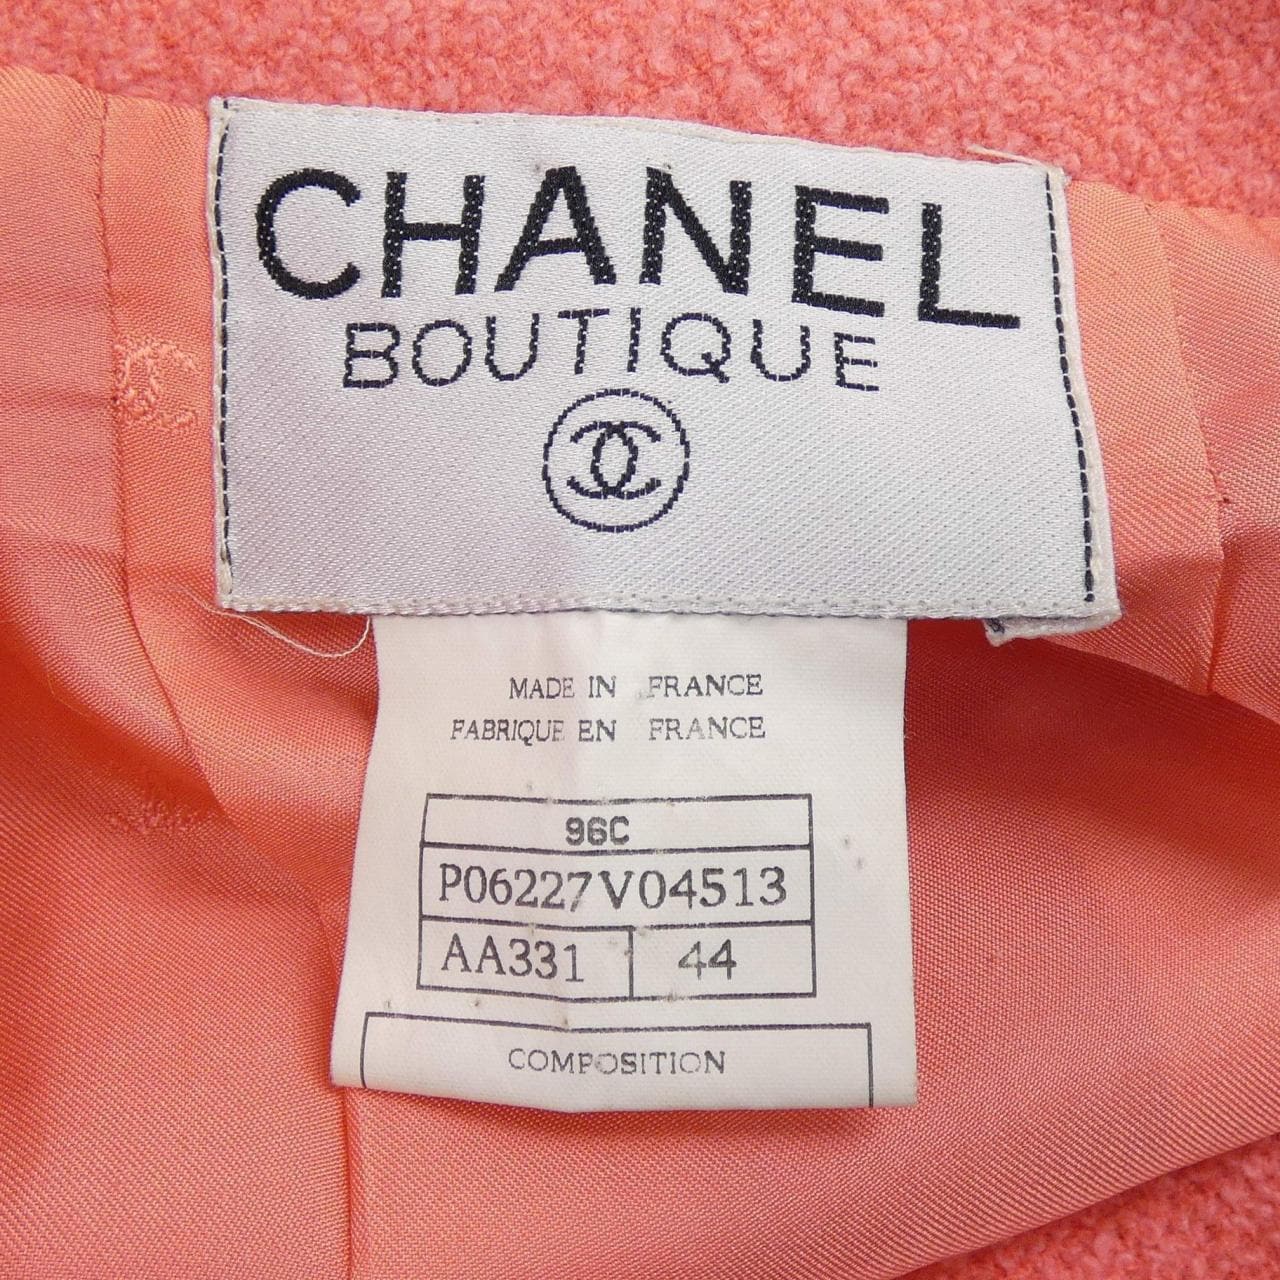 CHANEL
BOUTIQUE
MADE IN FRANCE
FABRIQUE EN FRANCE
96C
P06227V04513
AA331 44
COMPOSITION